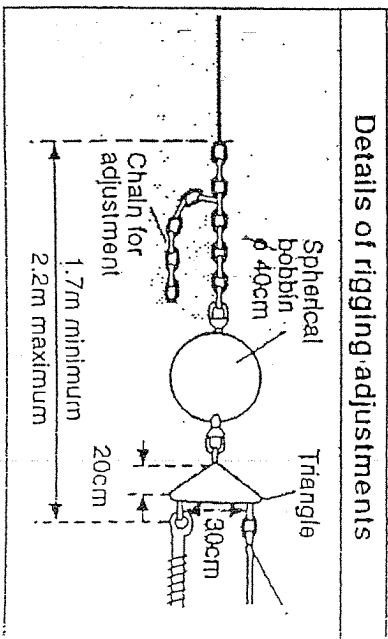 Details of rigging adjustments
Spherical
bobbin
ϕ 40cm
Triangle
30cm
20cm
Chain for
adjustment
1.7m minimum
2.2m maximum